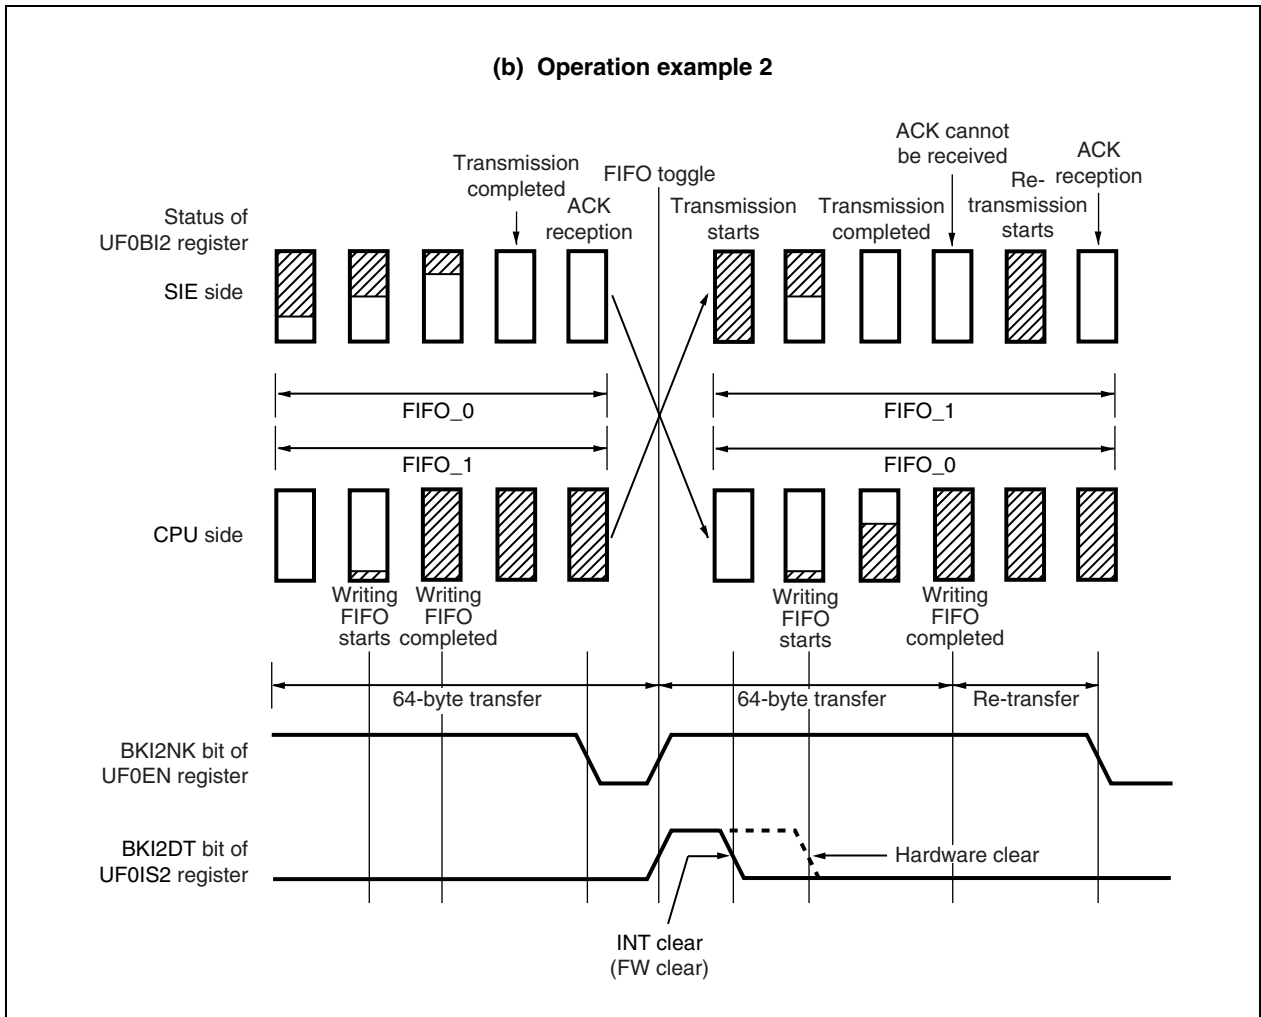 (b) Operation example 2
Status of
UF0BI2 register
SIE side
Transmission
completed
ACK
reception
FIFO toggle
Transmission
starts
Transmission
completed
ACK cannot
be received
Re-
transmission
starts
ACK
reception
FIFO_0
FIFO_1
FIFO_1
FIFO_0
CPU side
Writing
FIFO
starts
Writing
FIFO
completed
Writing
FIFO
starts
Writing
FIFO
completed
64-byte transfer
64-byte transfer
Re-transfer
BKI2NK bit of
UF0EN register
BKI2DT bit of
UF0IS2 register
Hardware clear
INT clear
(FW clear)